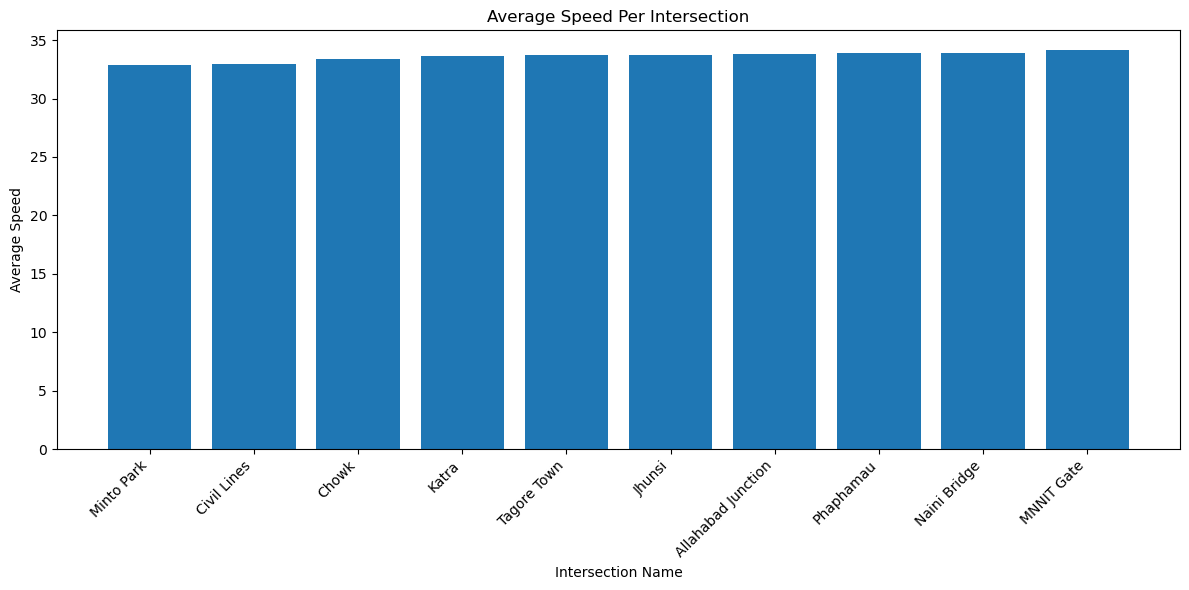 Average Speed Per Intersection
35
30
25
20
15
10
5
0
Average Speed
Minto Park
Civil Lines
Chowk
Katra
Tagore Town
Jhunsi
Allahabad Junction
Phaphamau
Naini Bridge
MNNIT Gate
Intersection Name